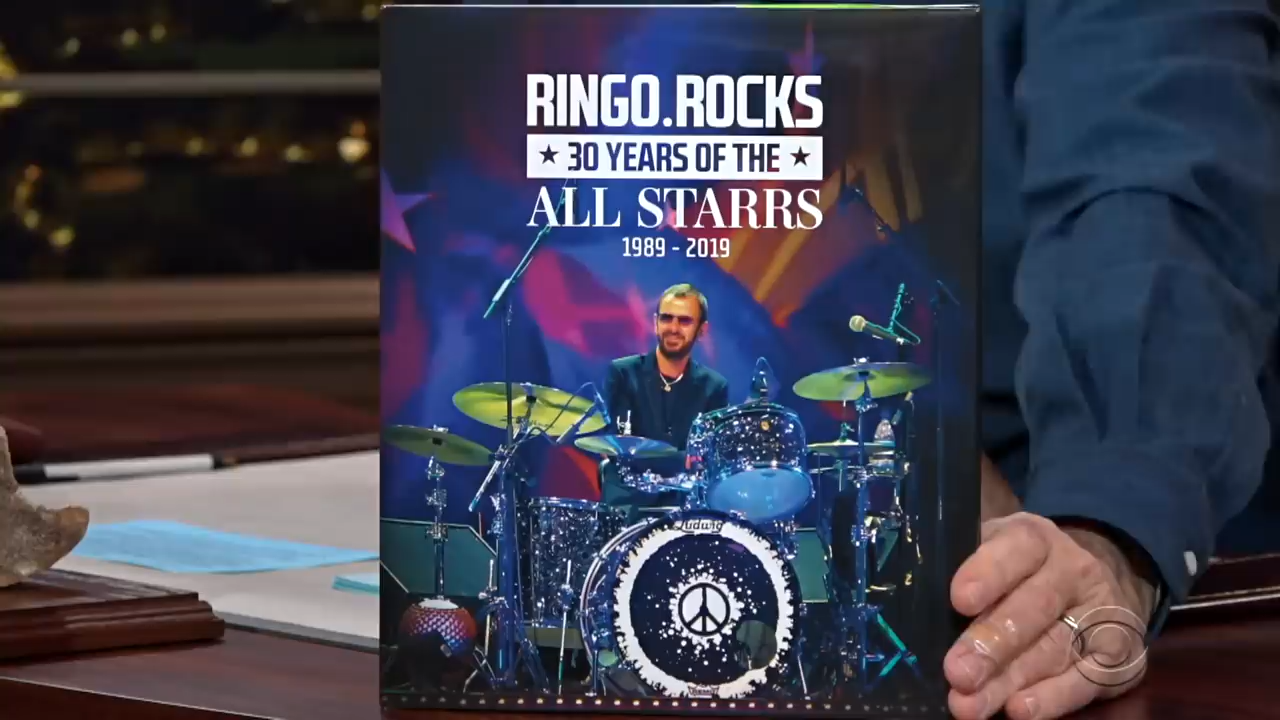 RINGO.ROCKS
★ 30 YEARS OF THE ★
ALL STARRS
1989 - 2019
Ludwig